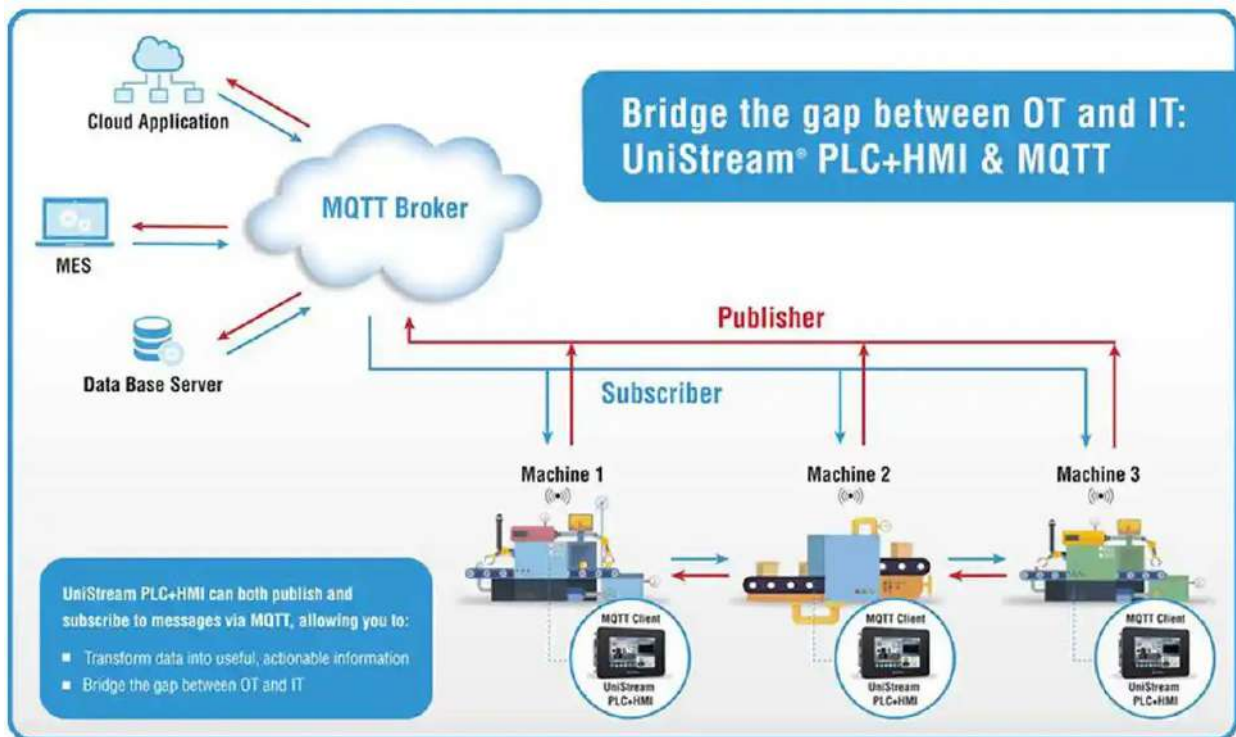 Bridge the gap between OT and IT:
UniStream® PLC+HMI & MQTT
Cloud Application
MQTT Broker
MES
Data Base Server
Publisher
Subscriber
Machine 1
Machine 2
Machine 3
UniStream PLC+HMI can both publish and
subscribe to messages via MQTT, allowing you to:
Transform data into useful, actionable information
Bridge the gap between OT and IT
MQTT Client
UniStream
PLC+HMI
MQTT Client
UniStream
PLC+HMI
MQTT Client
UniStream
PLC+HMI